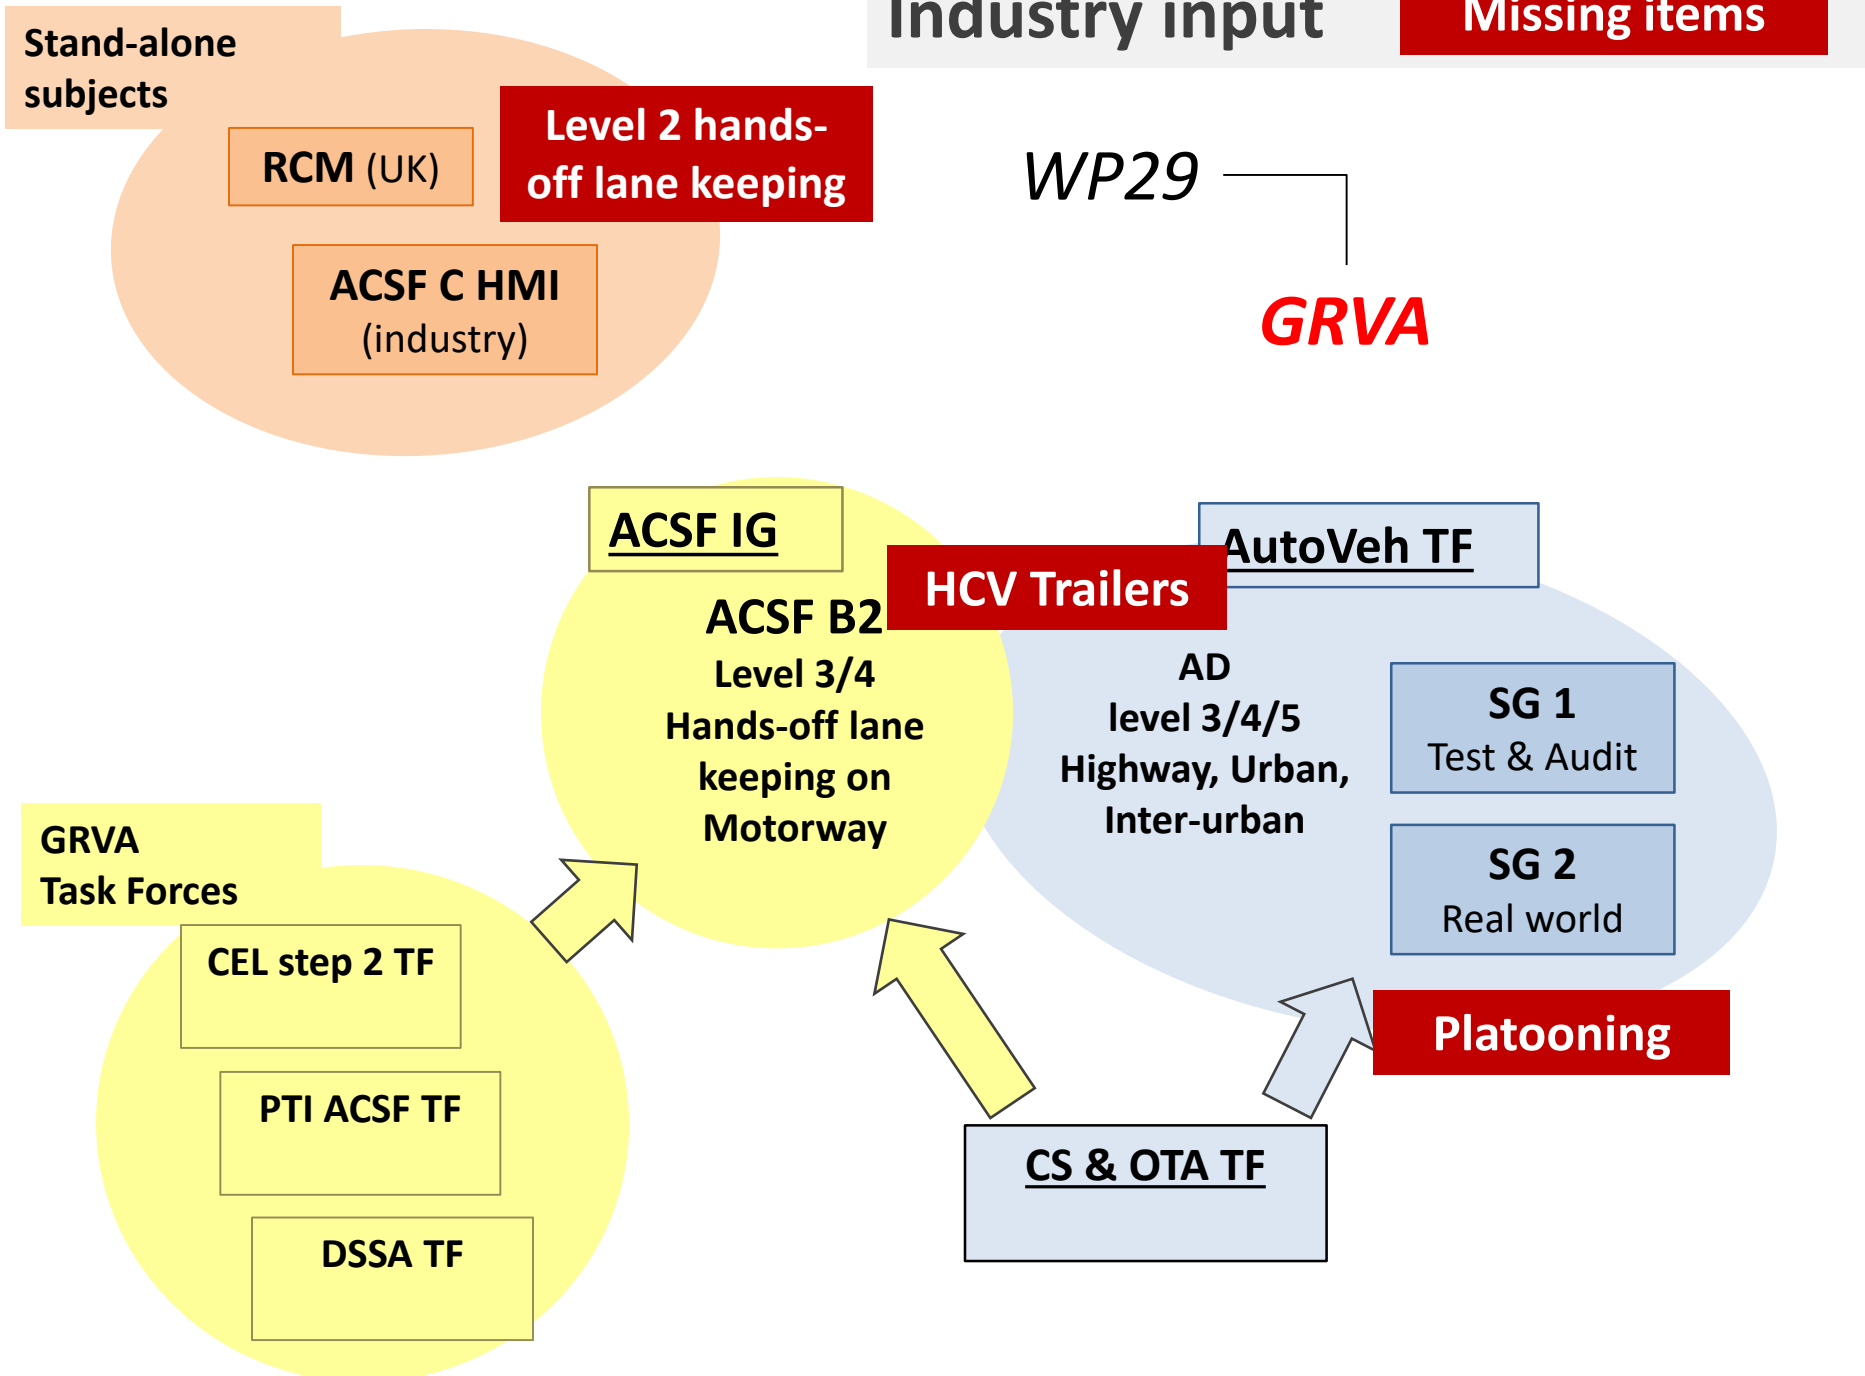 Industry input
Missing items
Stand-alone
subjects
RCM (UK)
Level 2 hands-
off lane keeping
ACSF C HMI
(industry)
WP29
GRVA
ACSF IG
ACSF B2
Level 3/4
Hands-off lane
keeping on
Motorway
HCV Trailers
AutoVeh TF
AD
level 3/4/5
Highway, Urban,
Inter-urban
SG 1
Test & Audit
SG 2
Real world
Platooning
GRVA
Task Forces
CEL step 2 TF
PTI ACSF TF
DSSA TF
CS & OTA TF